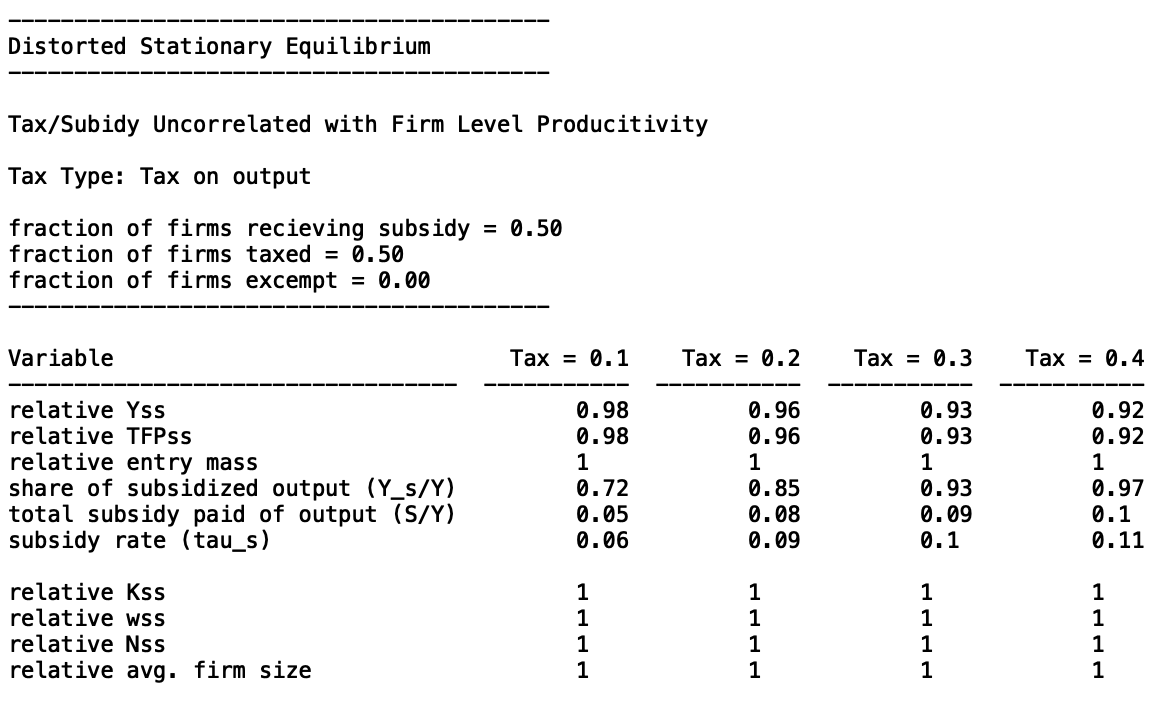 -----------------------------------------
Distorted Stationary Equilibrium
-----------------------------------------
Tax/Subidy Uncorrelated with Firm Level Producitivity
Tax Type: Tax on output
fraction of firms recieving subsidy = 0.50
fraction of firms taxed = 0.50
fraction of firms excempt = 0.00
-----------------------------------------
Variable Tax = 0.1 Tax = 0.2 Tax = 0.3 Tax = 0.4
---------------------------------- ----------- ----------- ----------- -----------
relative Yss 0.98 0.96 0.93 0.92
relative TFPss 0.98 0.96 0.93 0.92
relative entry mass 1 1 1 1
share of subsidized output (Y_s/Y) 0.72 0.85 0.93 0.97
total subsidy paid of output (S/Y) 0.05 0.08 0.09 0.1
subsidy rate (tau_s) 0.06 0.09 0.1 0.11
relative Kss 1 1 1 1
relative wss 1 1 1 1
relative Nss 1 1 1 1
relative avg. firm size 1 1 1 1